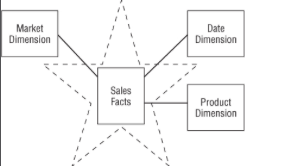 Market
Dimension
Date
Dimension
Sales
Facts
Product
Dimension